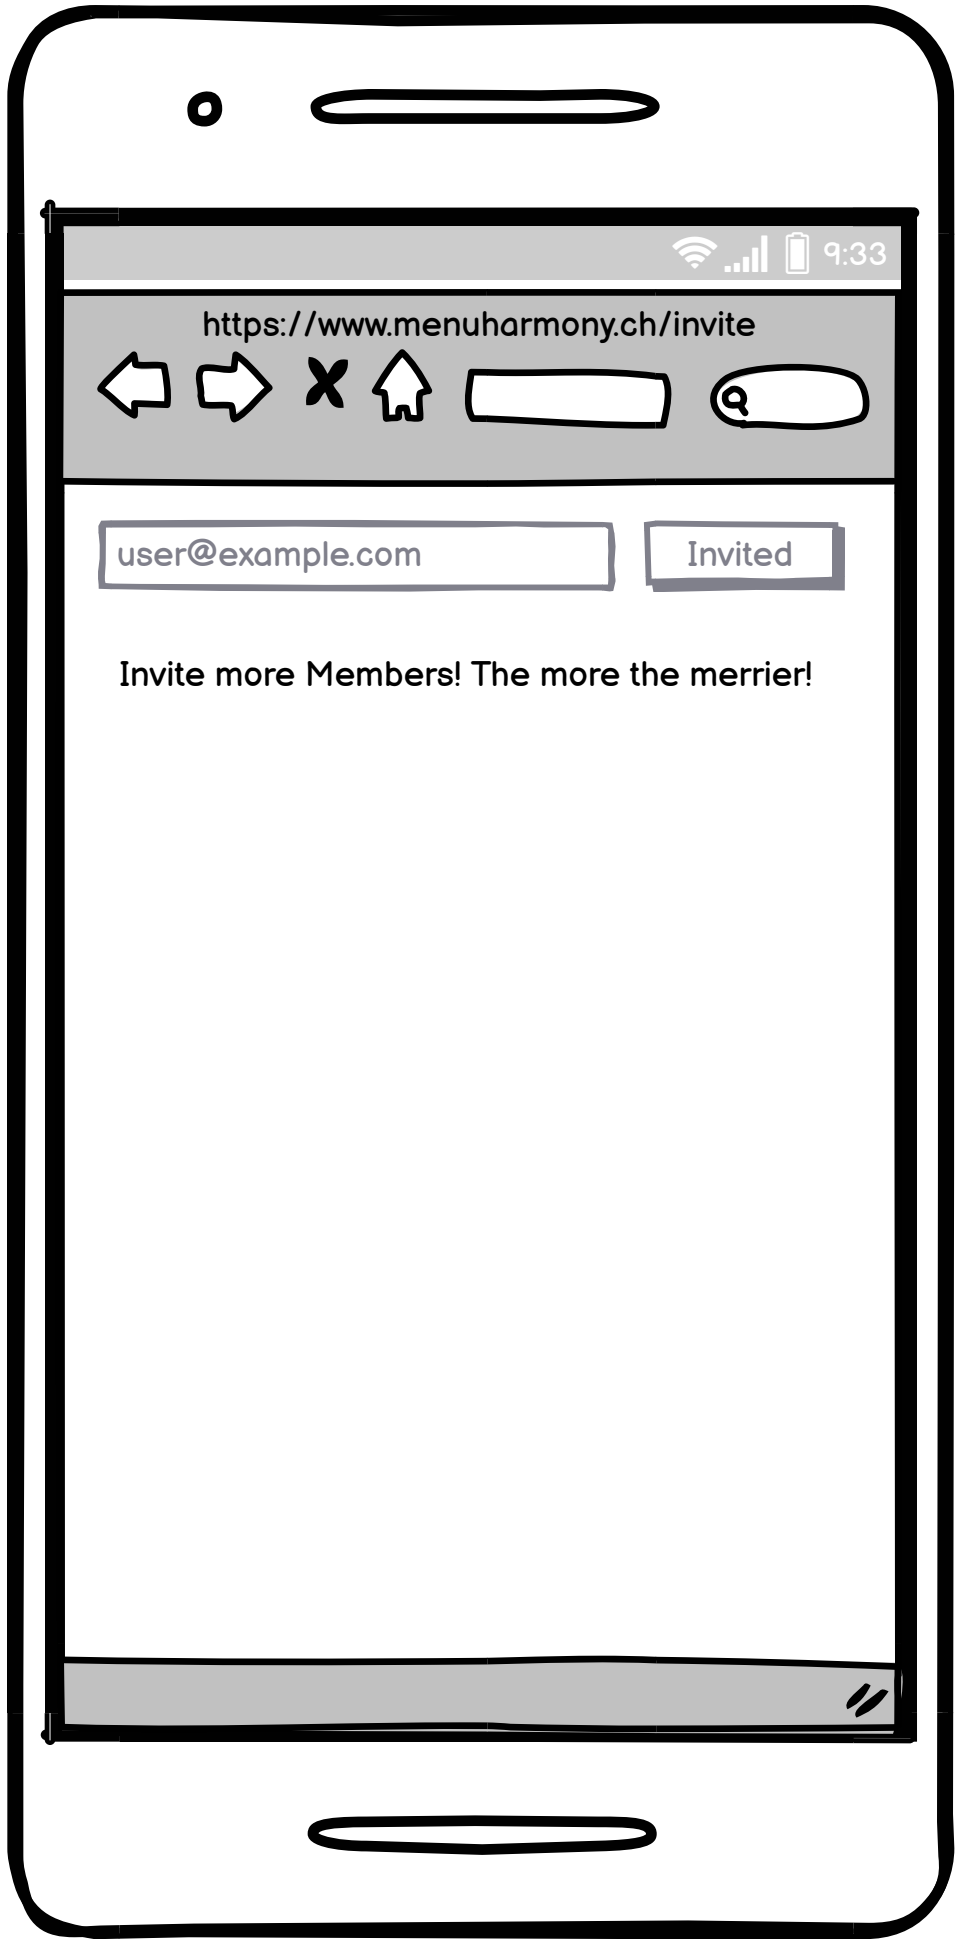 9:33
https://www.menuharmony.ch/invite
user@example.com Invited
Invite more Members! The more the merrier!